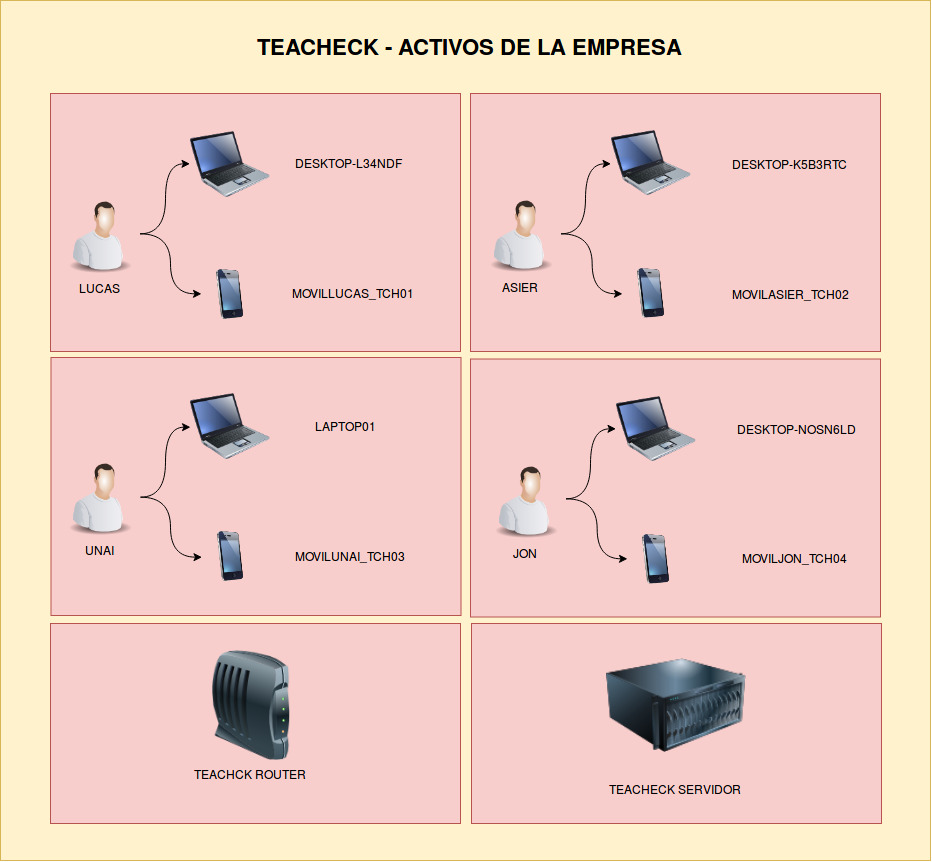 TEACHECK - ACTIVOS DE LA EMPRESA
DESKTOP-L34NDF
LUCAS
MOVILLUCAS_TCH01
DESKTOP-K5B3RTC
ASIER
MOVILASIER_TCH02
LAPTOP01
UNAI
MOVILUNAI_TCH03
DESKTOP-NOSN6LD
JON
MOVILJON_TCH04
TEACHCK ROUTER
TEACHECK SERVIDOR